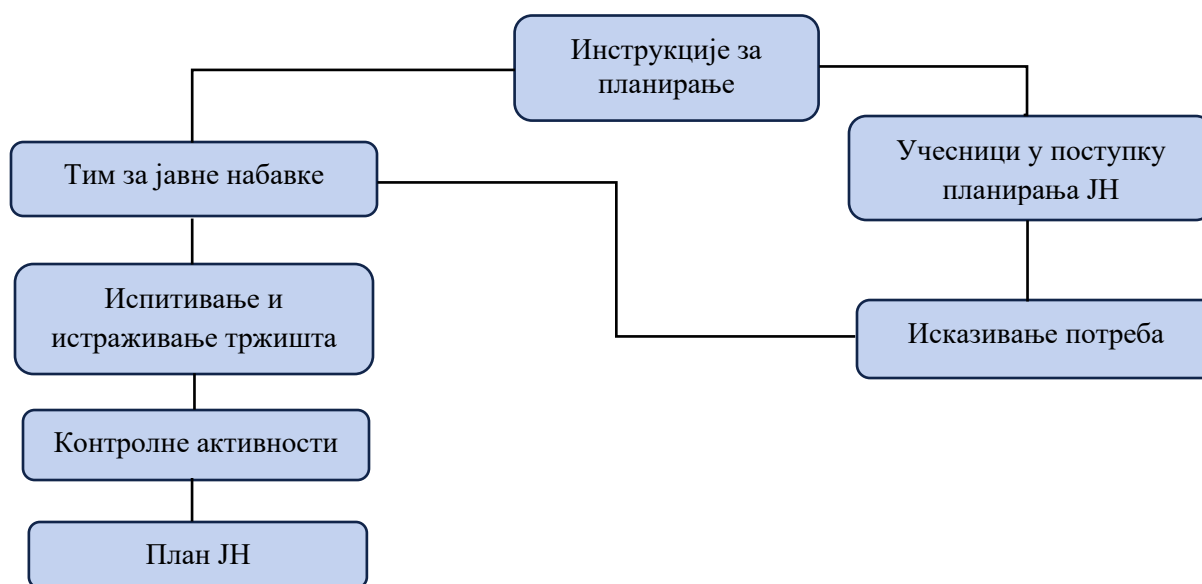 Инструкције за
планирање
Тим за јавне набавке
Учесници у поступку
планирања ЈН
Испитивање и
истраживање тржишта
Исказивање потреба
Контролне активности
План ЈН